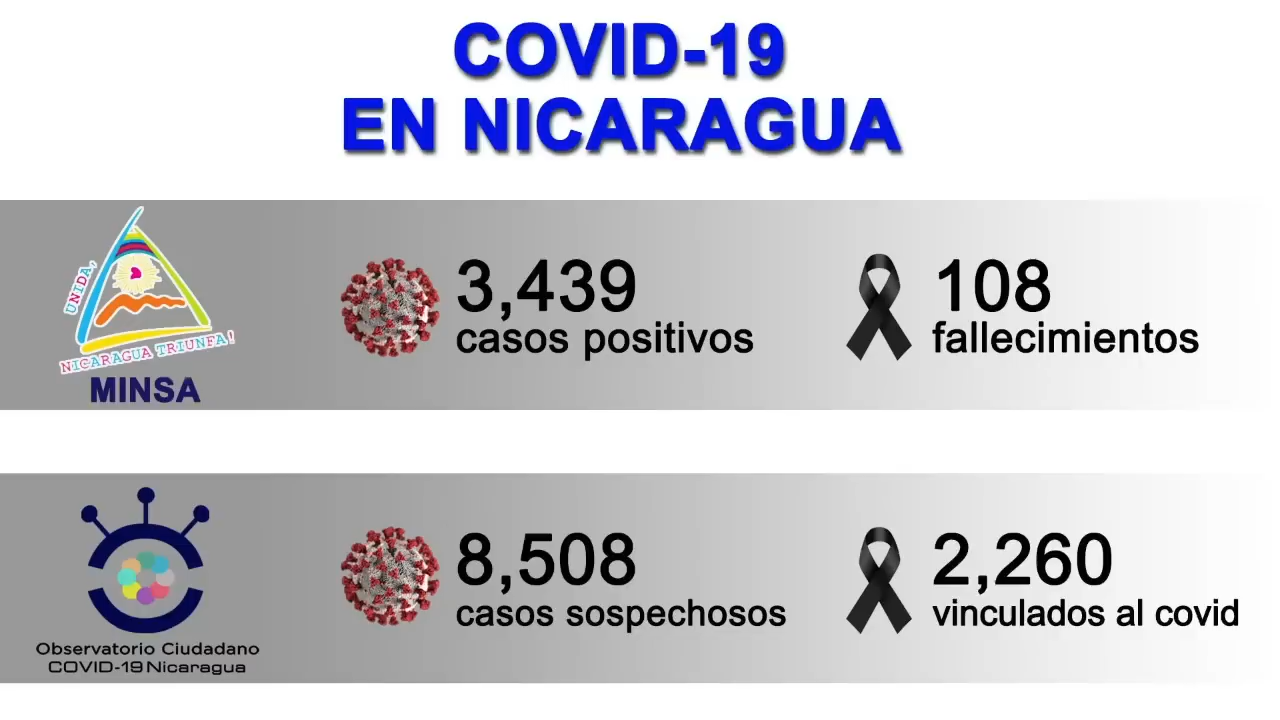 COVID-19
EN NICARAGUA
UNIDA,
NICARAGUA TRIUNFA!
MINSA
3,439
casos positivos
108
fallecimientos
Observatorio Ciudadano
COVID-19 Nicaragua
8,508
casos sospechosos
2,260
vinculados al covid